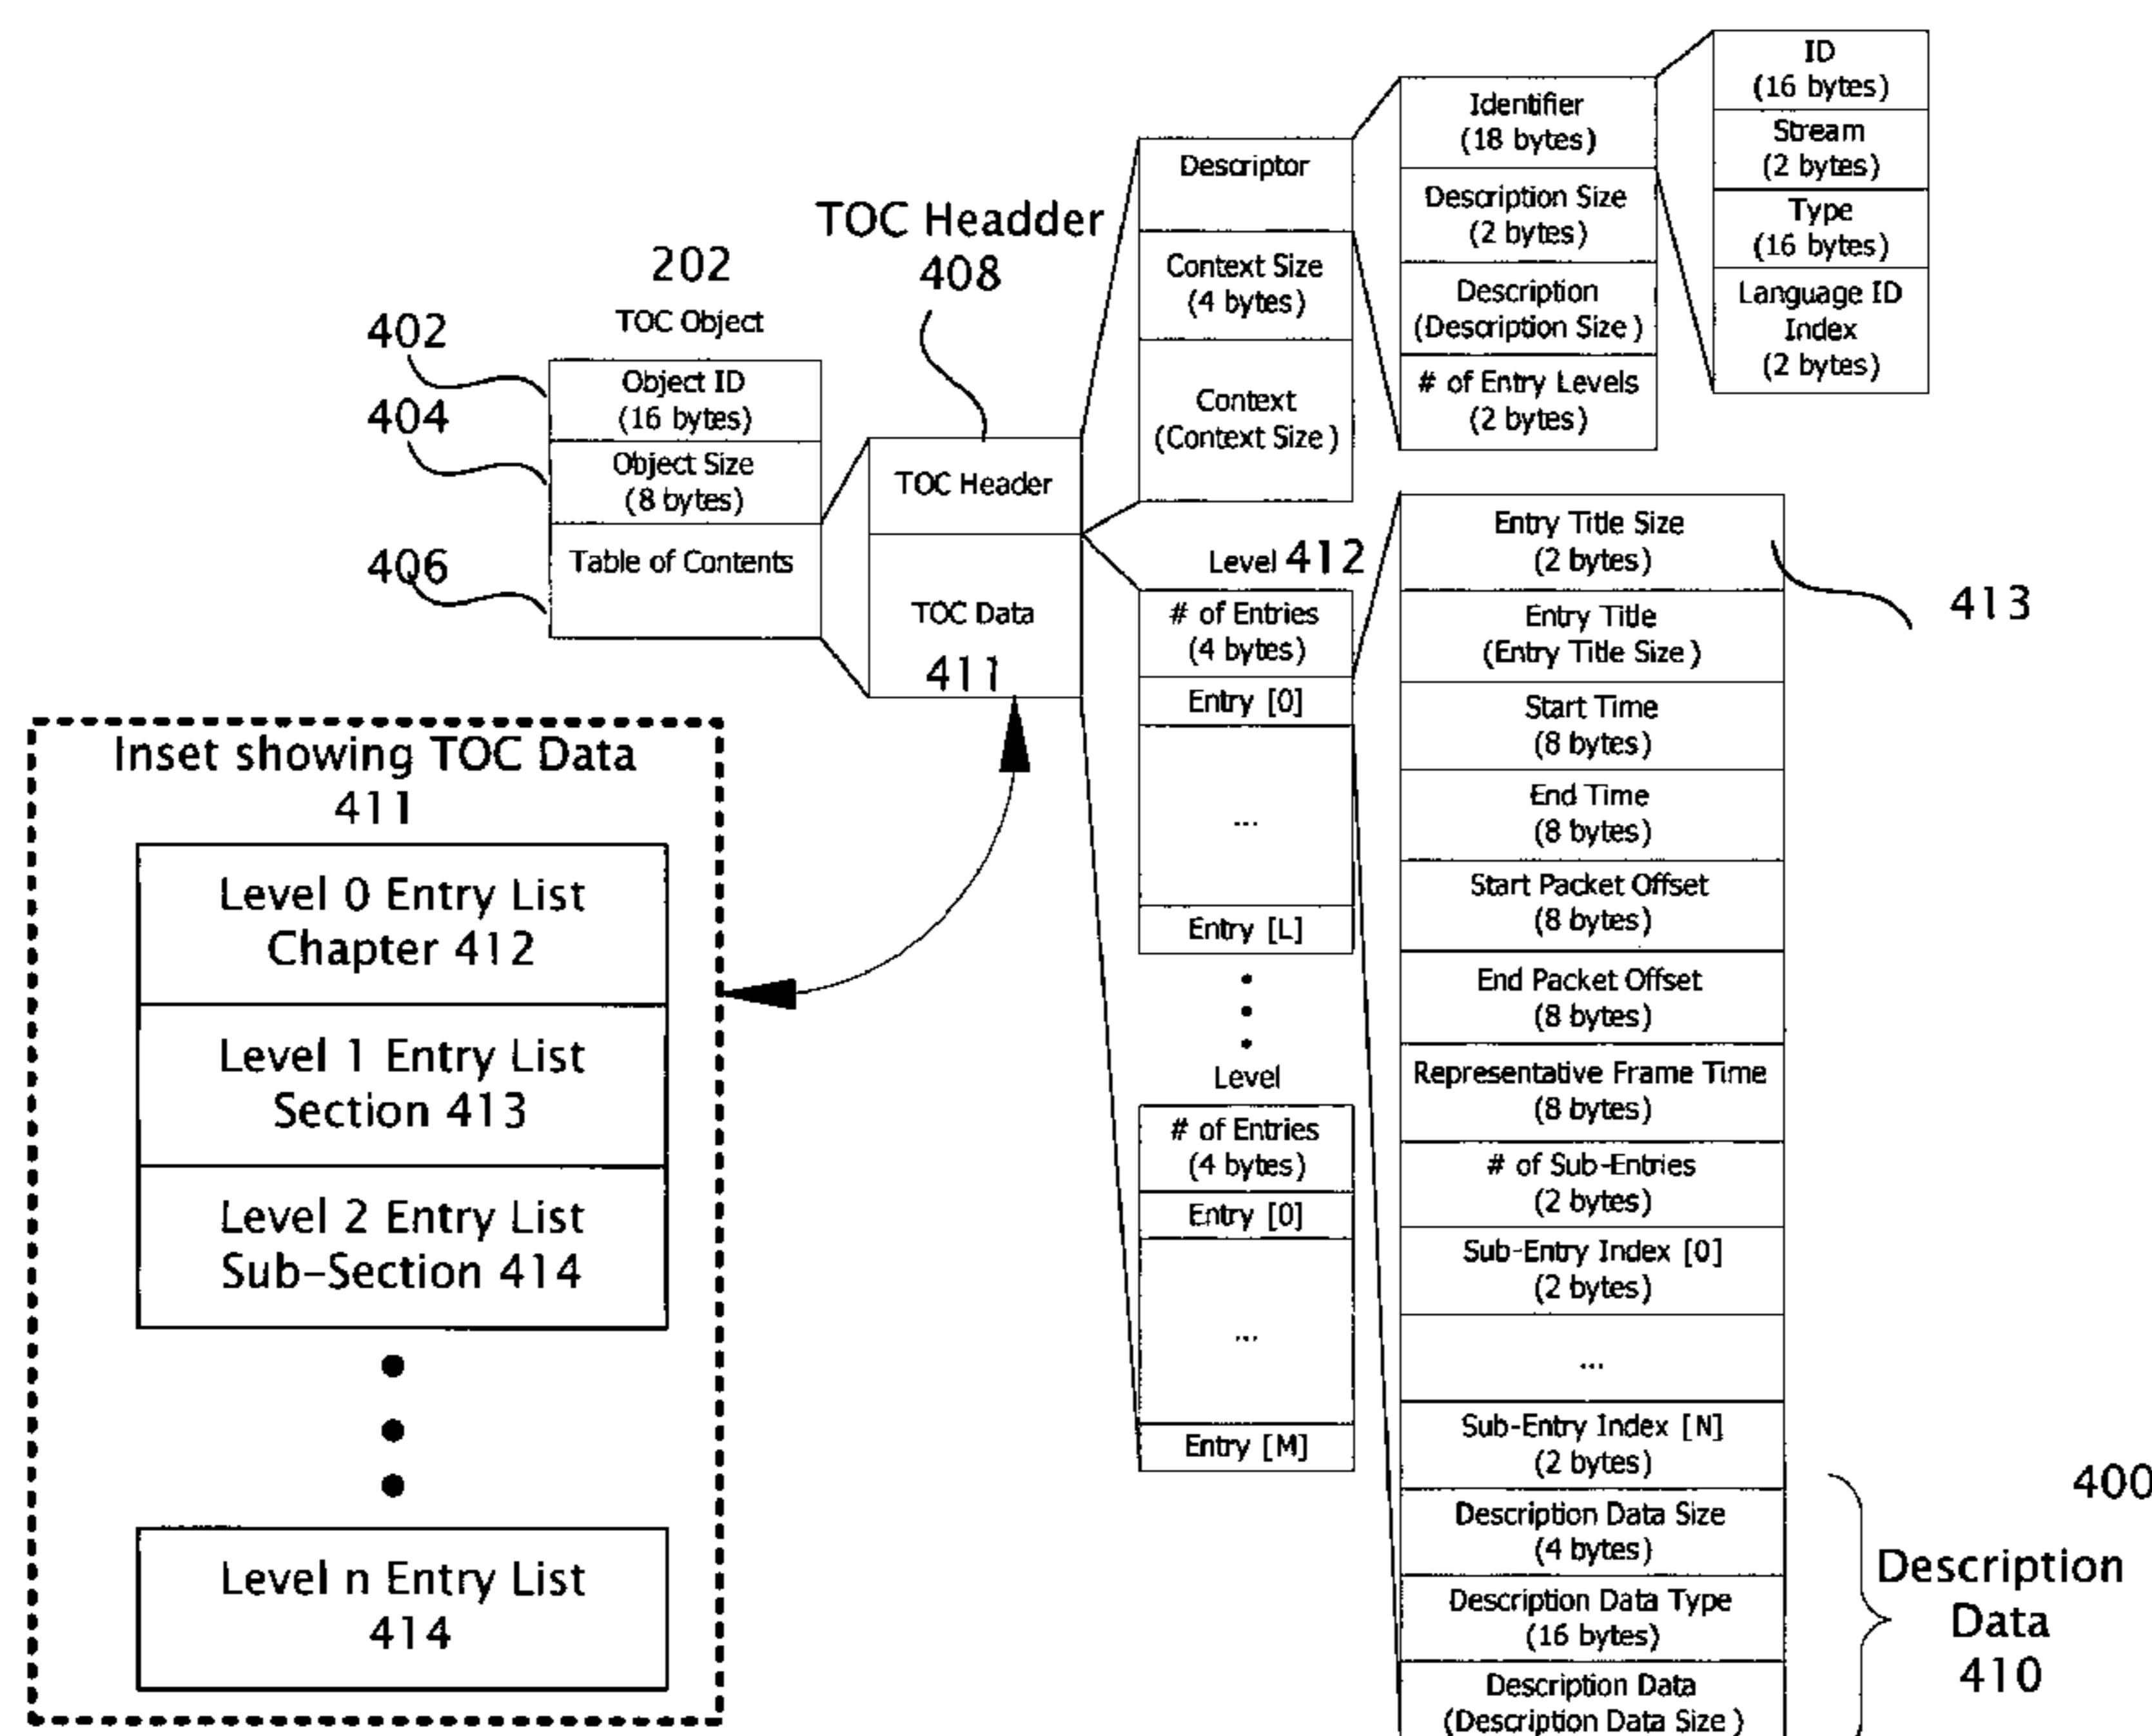 202
TOC Object
402
Object ID
(16 bytes)
404
Object Size
(8 bytes)
406
Table of Contents
TOC Headder
408
TOC Header
TOC Data
411
Descriptor
Context Size
(4 bytes)
Context
(Context Size)
Identifier
(18 bytes)
Description Size
(2 bytes)
Description
(Description Size)
# of Entry Levels
(2 bytes)
ID
(16 bytes)
Stream
(2 bytes)
Type
(16 bytes)
Language ID
Index
(2 bytes)
Level 412
# of Entries
(4 bytes)
Entry [0]
...
Entry [L]
Level
# of Entries
(4 bytes)
Entry [0]
...
Entry [M]
Entry Title Size
(2 bytes)
413
Entry Title
(Entry Title Size)
Start Time
(8 bytes)
End Time
(8 bytes)
Start Packet Offset
(8 bytes)
End Packet Offset
(8 bytes)
Representative Frame Time
(8 bytes)
# of Sub-Entries
(2 bytes)
Sub-Entry Index [0]
(2 bytes)
...
Sub-Entry Index [N]
(2 bytes)
Description Data Size
(4 bytes)
Description Data Type
(16 bytes)
Description Data
(Description Data Size)
400
Description
Data
410
Inset showing TOC Data
411
Level 0 Entry List
Chapter 412
Level 1 Entry List
Section 413
Level 2 Entry List
Sub-Section 414
Level n Entry List
414